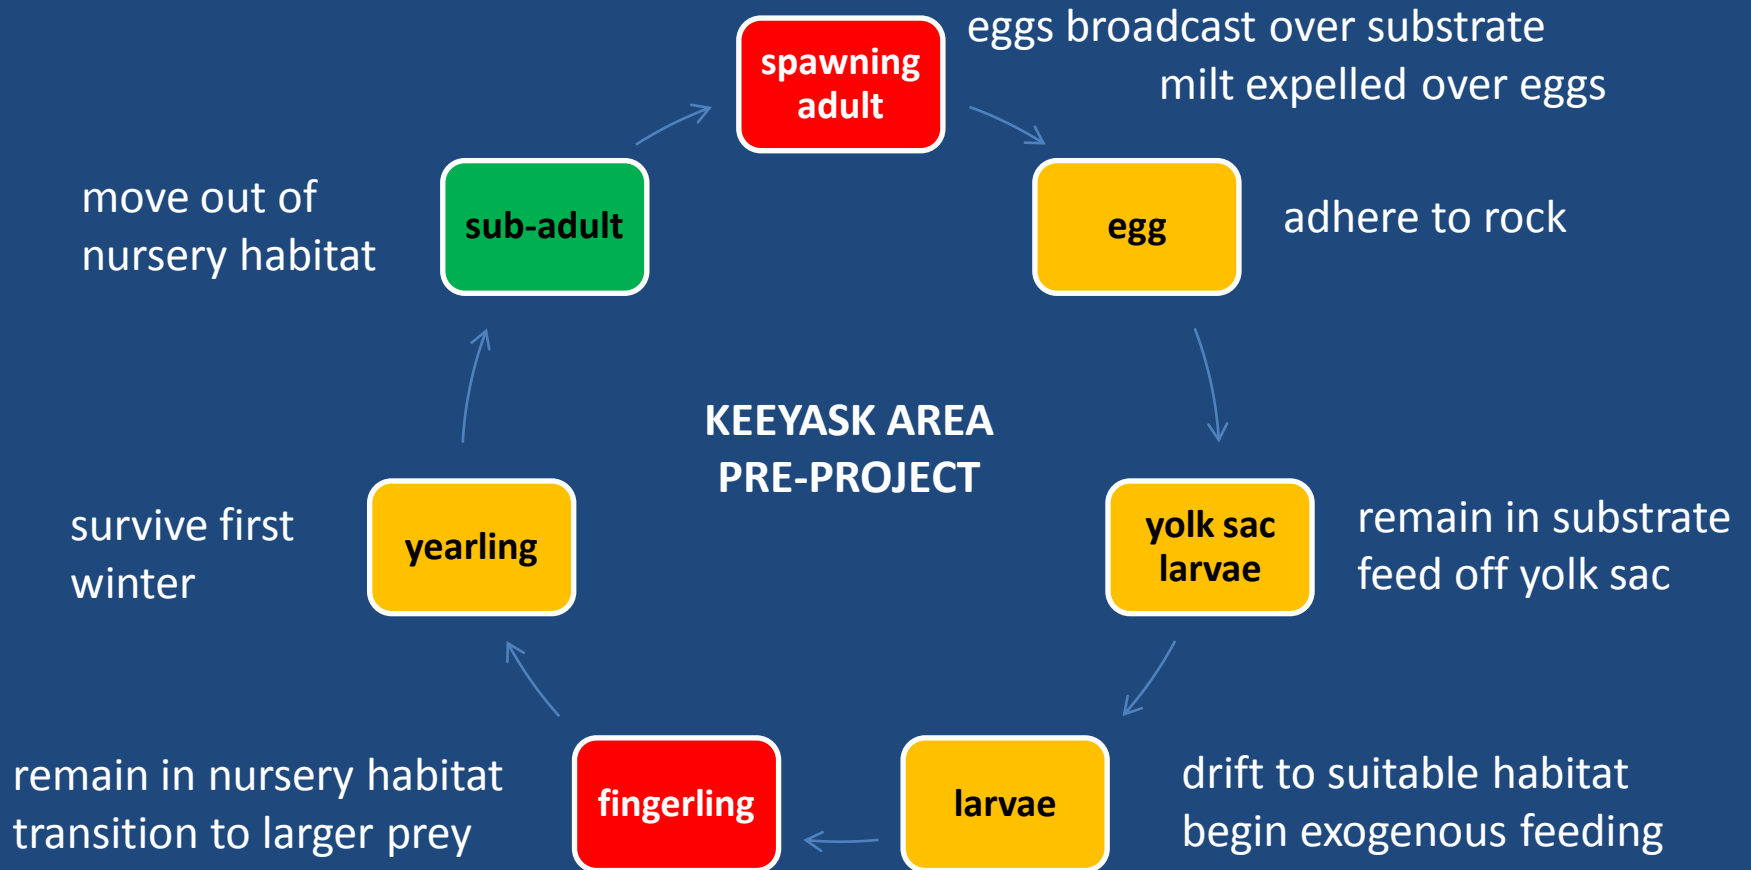 spawning
adult
eggs broadcast over substrate
milt expelled over eggs
egg
adhere to rock
yolk sac
larvae
remain in substrate
feed off yolk sac
larvae
drift to suitable habitat
begin exogenous feeding
fingerling
remain in nursery habitat
transition to larger prey
yearling
survive first
winter
sub-adult
move out of
nursery habitat
KEEYASK AREA
PRE-PROJECT